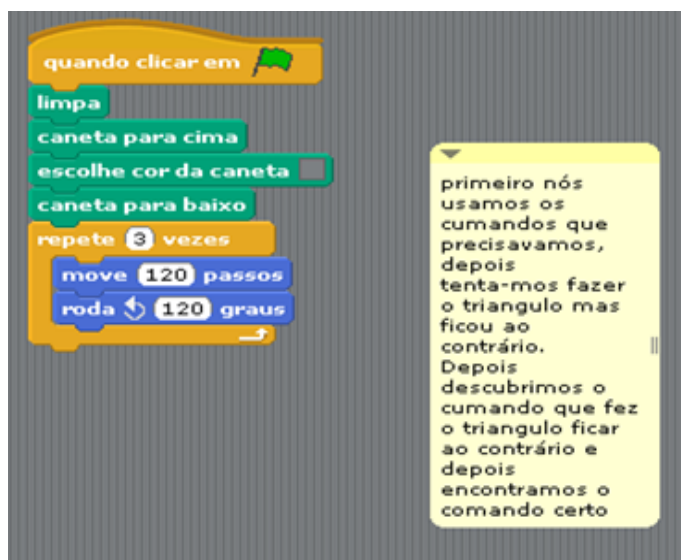 quando clicar em
limpa
caneta para cima
escolhe cor da caneta
caneta para baixo
repete 3 vezes
move 120 passos
roda 120 graus
primeiro nós
usamos os
cumandos que
precisavamos,
depois
tenta-mos fazer
o triangulo mas
ficou ao
contrário.
Depois
descubrimos o
cumando que fez
o triangulo ficar
ao contrário e
depois
encontramos o
comando certo